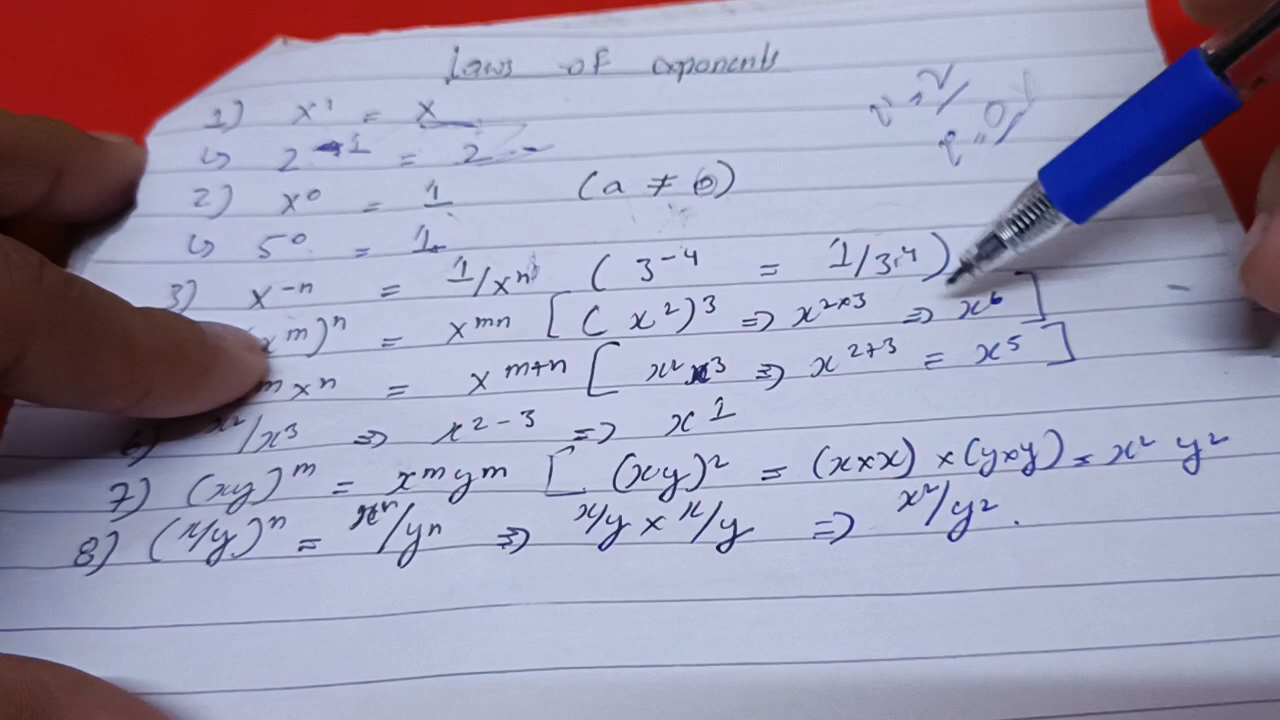 Laws of exponents
1) x¹ = x
↳ 2¹ = 2
2) x⁰ = 1 (a ≠ 0)
↳ 5⁰ = 1
3) x⁻ⁿ = 1/xⁿ (3⁻⁴ = 1/3⁴)
xᵐ)ⁿ = xᵐⁿ [(x²)³ => x²ˣ³ => x⁶]
ᵐ xⁿ = xᵐ⁺ⁿ [x² x³ => x²⁺³ = x⁵]
6) x²/x³ => x²⁻³ => x¹
7) (xy)ᵐ = xᵐyᵐ [(xy)² = (x×x) × (y×y) = x² y²
8) (x/y)ⁿ = xⁿ/yⁿ => x/y × x/y => x²/y².